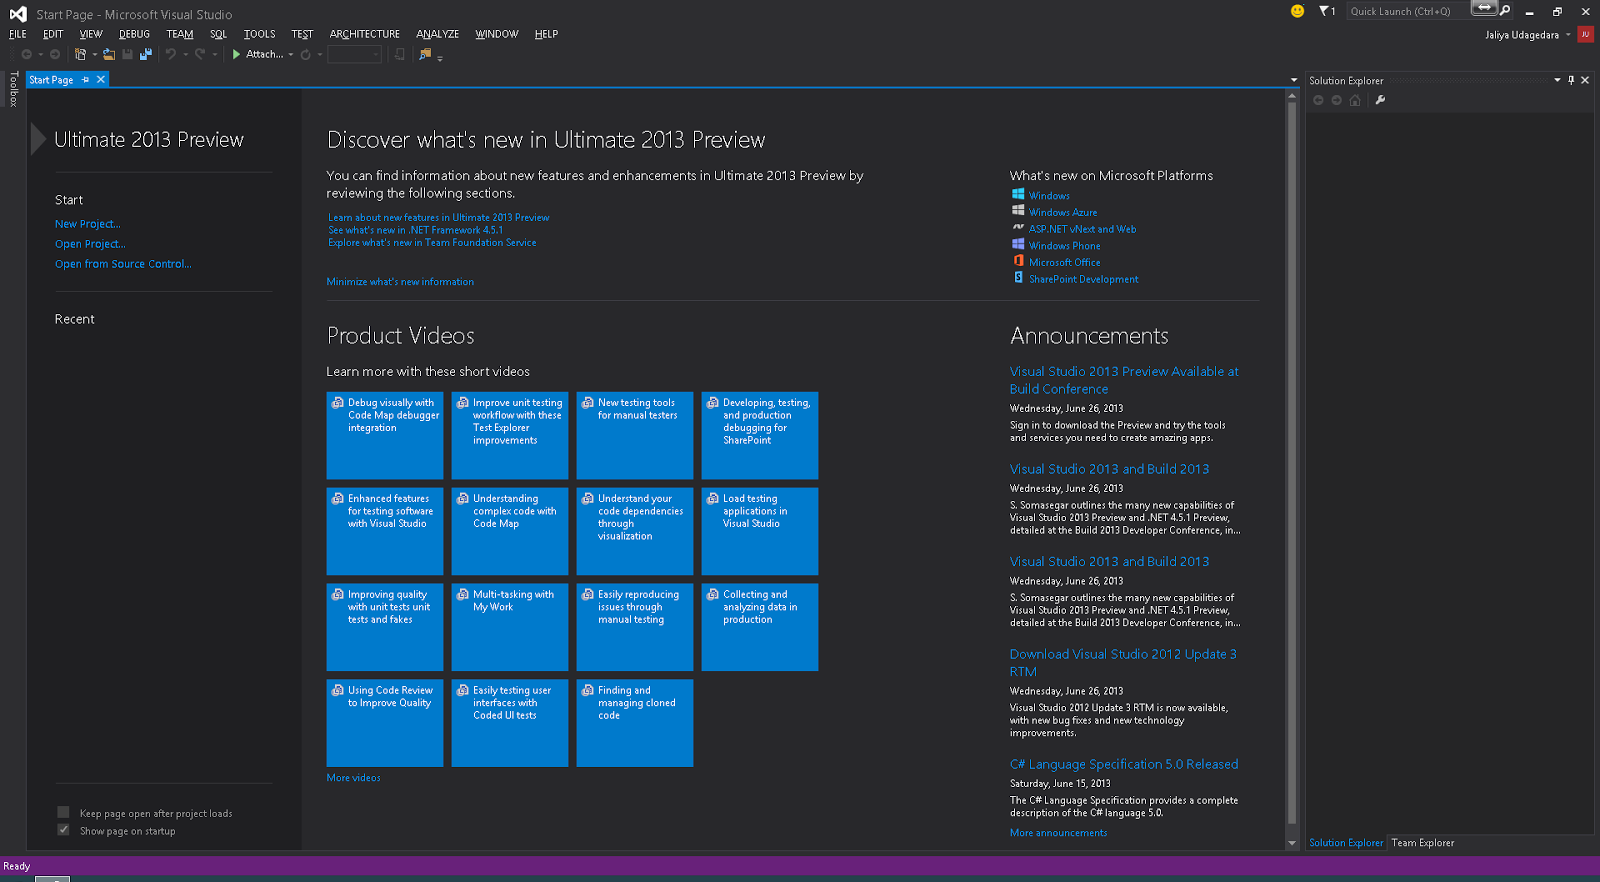 Start Page - Microsoft Visual Studio
1
Quick Launch (Ctrl+Q)
FILE EDIT VIEW DEBUG TEAM SQL TOOLS TEST ARCHITECTURE ANALYZE WINDOW HELP
Jaliya Udagedara
JU
Attach...
Toolbox
Start Page
Ultimate 2013 Preview
Start
New Project...
Open Project...
Open from Source Control...
Recent
Keep page open after project loads
Show page on startup
Discover what's new in Ultimate 2013 Preview
You can find information about new features and enhancements in Ultimate 2013 Preview by
reviewing the following sections.
Learn about new features in Ultimate 2013 Preview
See what's new in .NET Framework 4.5.1
Explore what's new in Team Foundation Service
Minimize what's new information
What's new on Microsoft Platforms
Windows
Windows Azure
ASP.NET vNext and Web
Windows Phone
Microsoft Office
SharePoint Development
Product Videos
Learn more with these short videos
Debug visually with
Code Map debugger
integration
Improve unit testing
workflow with these
Test Explorer
improvements
New testing tools
for manual testers
Developing, testing,
and production
debugging for
SharePoint
Enhanced features
for testing software
with Visual Studio
Understanding
complex code with
Code Map
Understand your
code dependencies
through
visualization
Load testing
applications in
Visual Studio
Improving quality
with unit tests unit
tests and fakes
Multi-tasking with
My Work
Easily reproducing
issues through
manual testing
Collecting and
analyzing data in
production
Using Code Review
to Improve Quality
Easily testing user
interfaces with
Coded UI tests
Finding and
managing cloned
code
More videos
Announcements
Visual Studio 2013 Preview Available at
Build Conference
Wednesday, June 26, 2013
Sign in to download the Preview and try the tools
and services you need to create amazing apps.
Visual Studio 2013 and Build 2013
Wednesday, June 26, 2013
S. Somasegar outlines the many new capabilities of
Visual Studio 2013 Preview and .NET 4.5.1 Preview,
detailed at the Build 2013 Developer Conference, in...
Visual Studio 2013 and Build 2013
Wednesday, June 26, 2013
S. Somasegar outlines the many new capabilities of
Visual Studio 2013 Preview and .NET 4.5.1 Preview,
detailed at the Build 2013 Developer Conference, in...
Download Visual Studio 2012 Update 3
RTM
Wednesday, June 26, 2013
Visual Studio 2012 Update 3 RTM is now available,
with new bug fixes and new technology
improvements.
C# Language Specification 5.0 Released
Saturday, June 15, 2013
The C# Language Specification provides a complete
description of the C# language 5.0.
More announcements
Solution Explorer
Solution Explorer Team Explorer
Ready